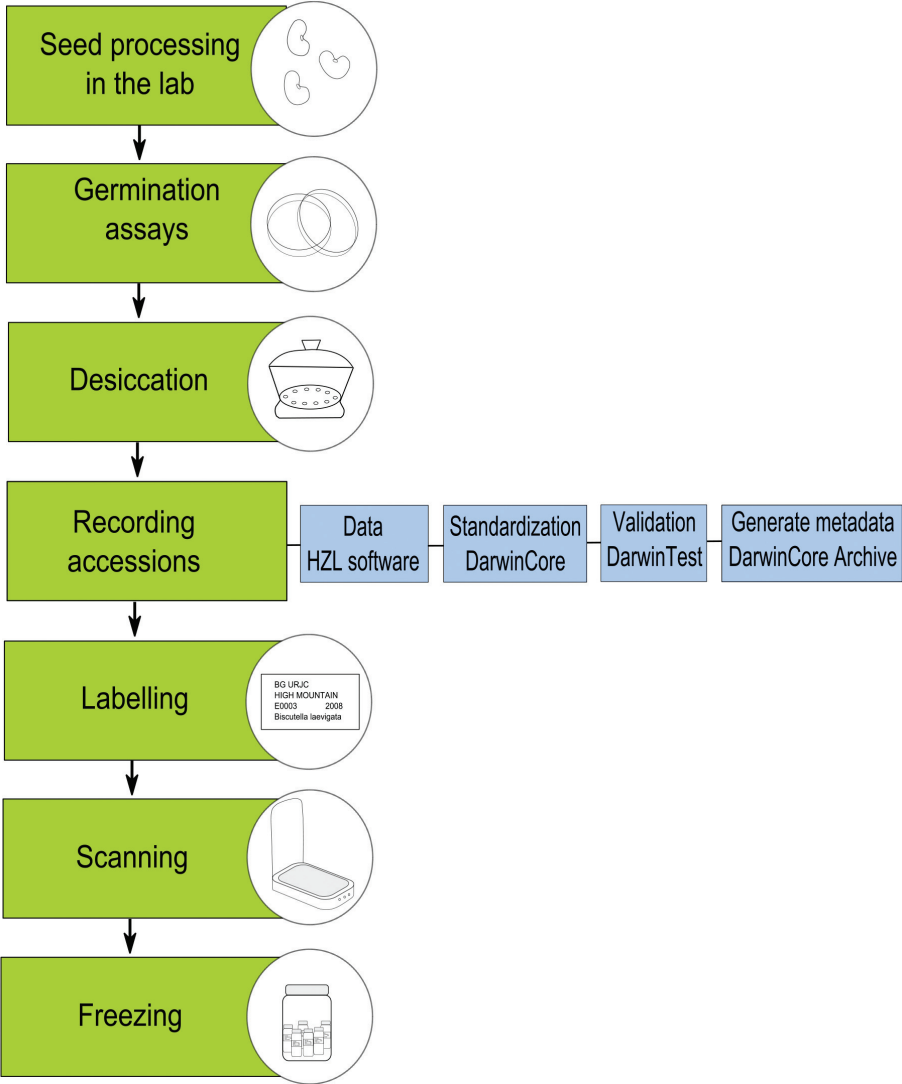 Seed processing
in the lab
Germination
assays
Desiccation
Recording
accessions
Data
HZL software
Standardization
DarwinCore
Validation
DarwinTest
Generate metadata
DarwinCore Archive
Labelling
BG URJC
HIGH MOUNTAIN
E0003 2008
Biscutella laevigata
Scanning
Freezing